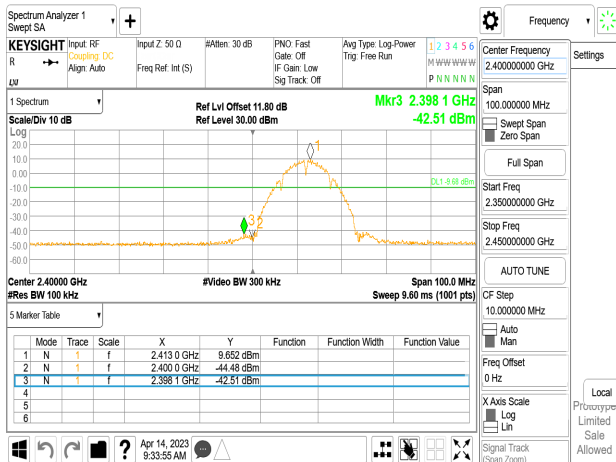 Spectrum Analyzer 1
Swept SA
Frequency
Settings
KEYSIGHT
R
LXI
Input: RF
Coupling: DC
Align: Auto
Input Z: 50 Ω
Freq Ref: Int (S)
#Atten: 30 dB
PNO: Fast
Gate: Off
IF Gain: Low
Sig Track: Off
Avg Type: Log-Power
Trig: Free Run
1 2 3 4 5 6
M W W W W W
P N N N N N
1 Spectrum
Scale/Div 10 dB
Ref Lvl Offset 11.80 dB
Ref Level 30.00 dBm
Mkr3 2.398 1 GHz
-42.51 dBm
Log
20.0
10.0
0.00
-10.0
-20.0
-30.0
-40.0
-50.0
-60.0
1
DL1 -9.68 dBm
3
2
Center 2.40000 GHz
#Res BW 100 kHz
#Video BW 300 kHz
Span 100.0 MHz
Sweep 9.60 ms (1001 pts)
5 Marker Table
Mode Trace Scale X Y Function Function Width Function Value
1 N 1 f 2.413 0 GHz 9.652 dBm
2 N 1 f 2.400 0 GHz -44.48 dBm
3 N 1 f 2.398 1 GHz -42.51 dBm
4
5
6
?
Apr 14, 2023
9:33:55 AM
Center Frequency
2.400000000 GHz
Span
100.000000 MHz
Swept Span
Zero Span
Full Span
Start Freq
2.350000000 GHz
Stop Freq
2.450000000 GHz
AUTO TUNE
CF Step
10.000000 MHz
Auto
Man
Freq Offset
0 Hz
X Axis Scale
Log
Lin
Signal Track
(Span Zoom)
Local
Prototype
Limited
Sale
Allowed